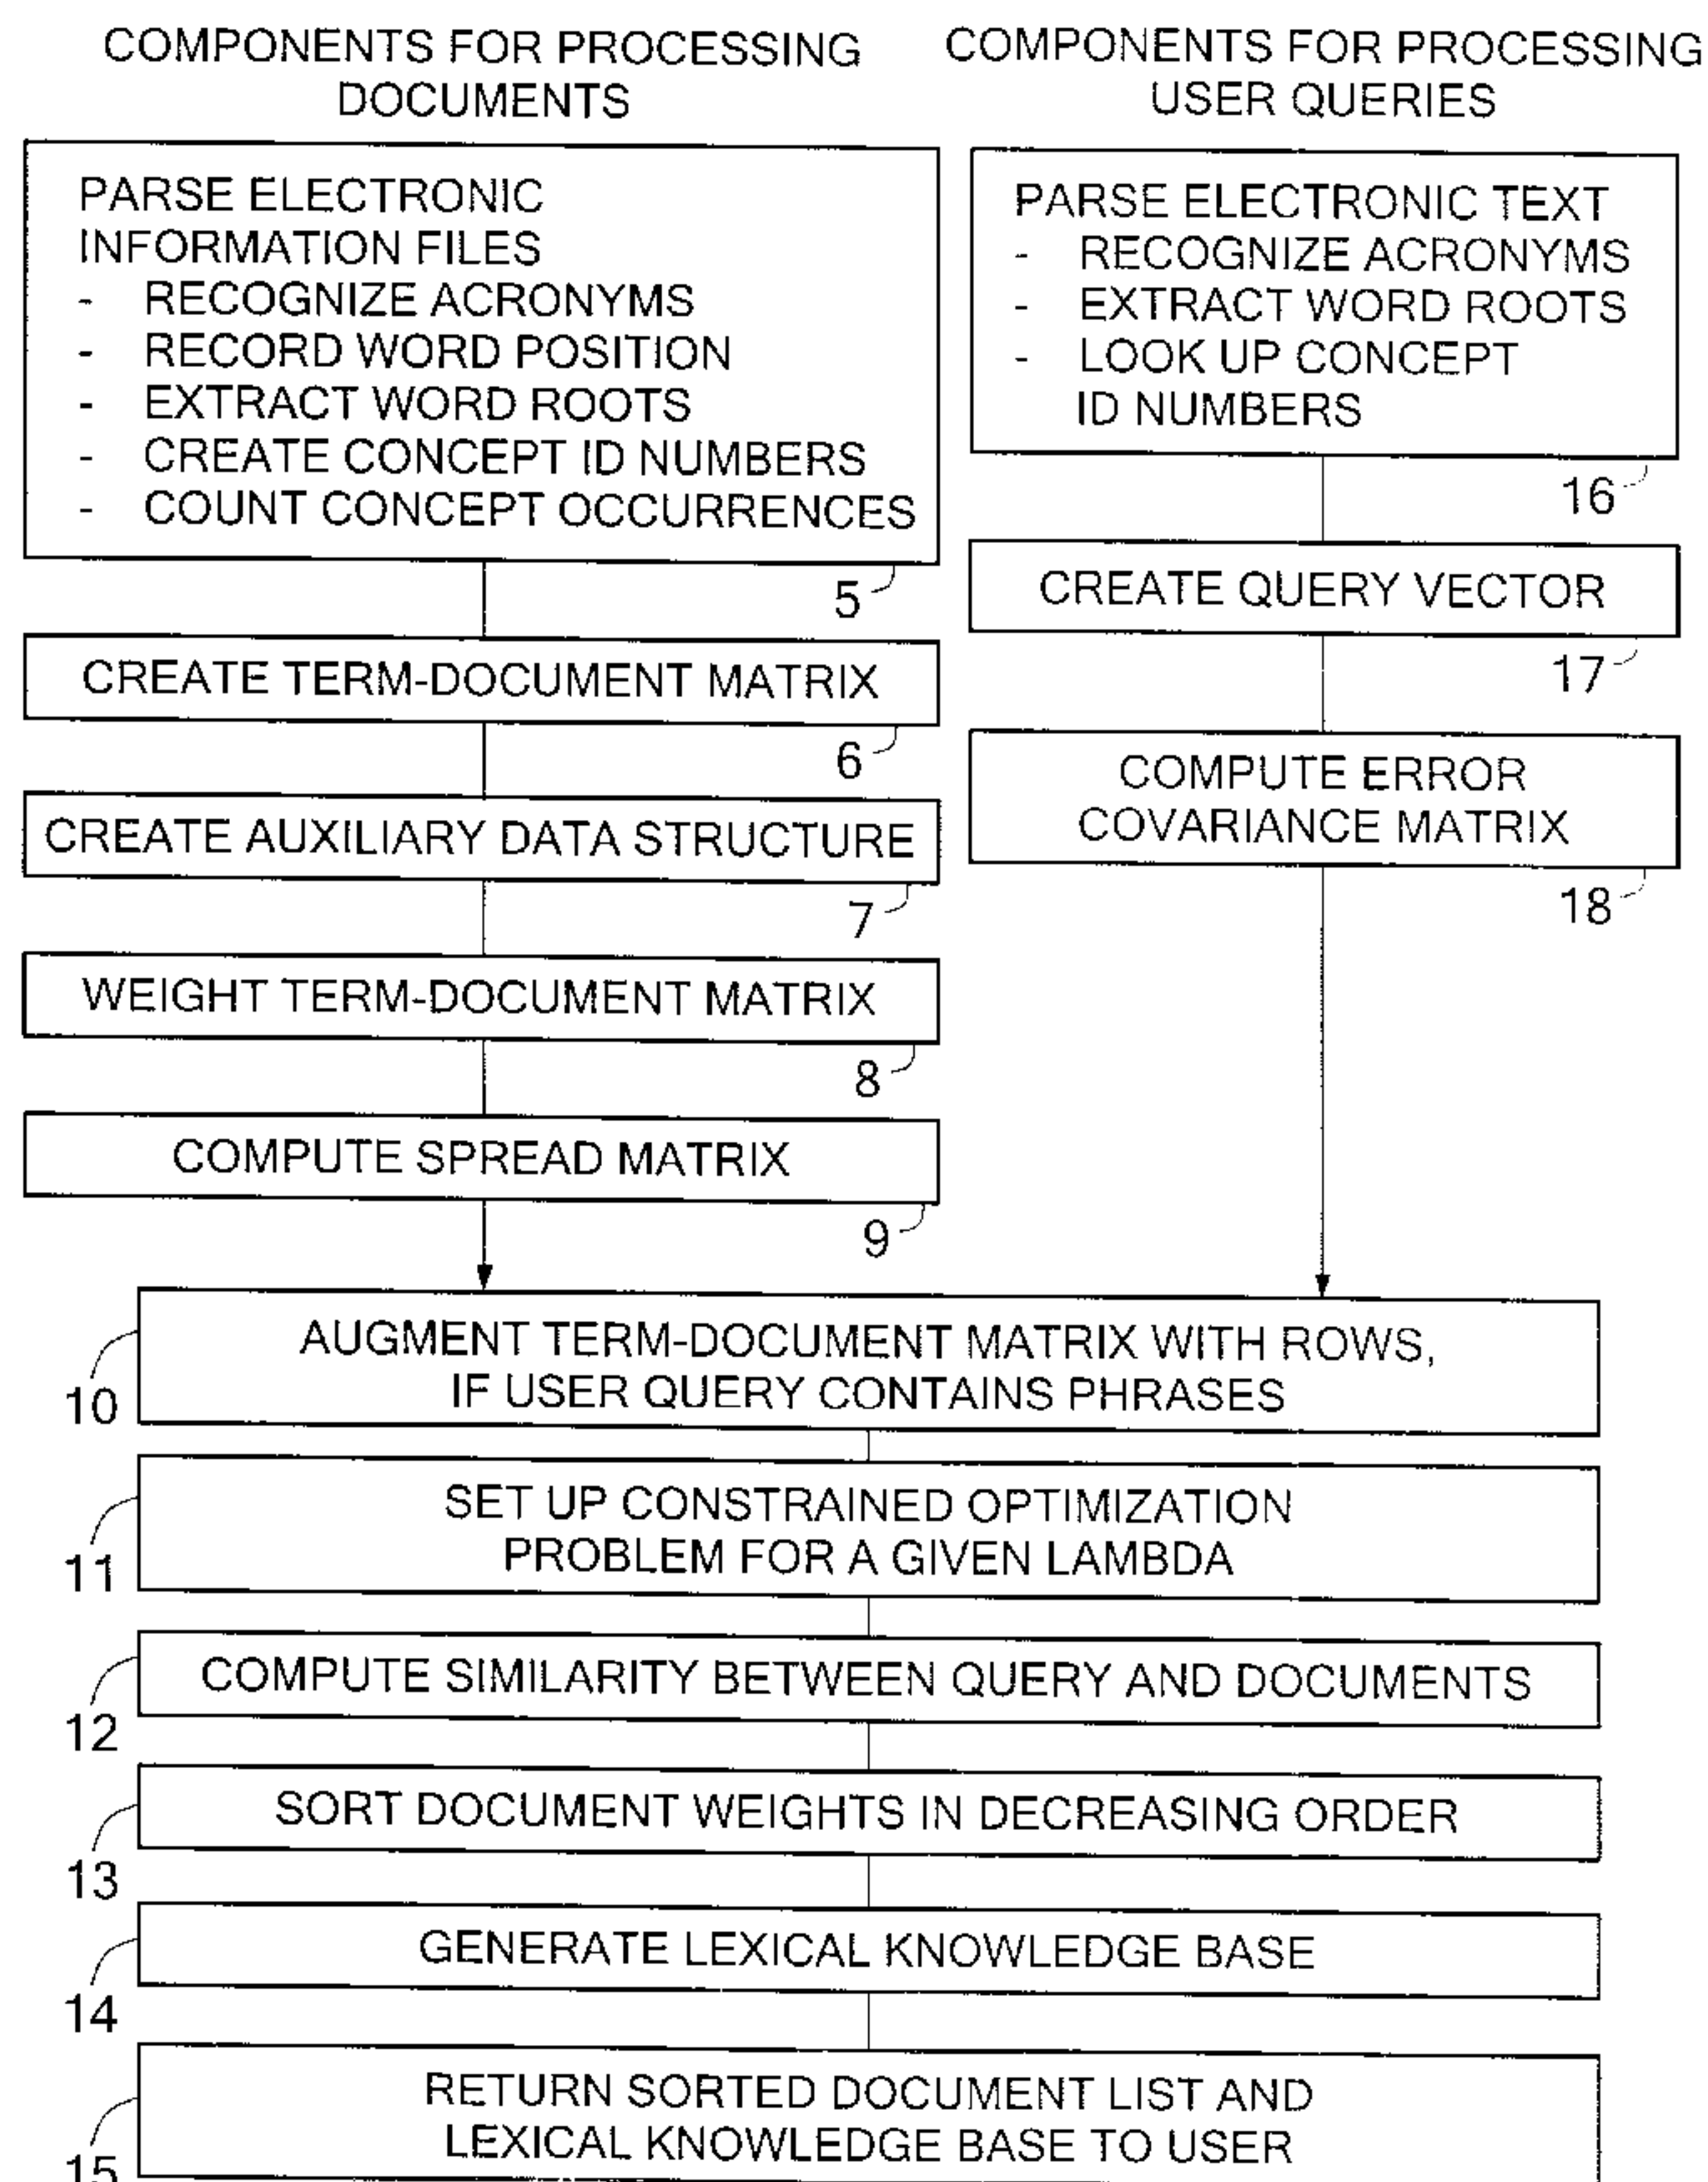 COMPONENTS FOR PROCESSING
DOCUMENTS
PARSE ELECTRONIC
INFORMATION FILES
- RECOGNIZE ACRONYMS
- RECORD WORD POSITION
- EXTRACT WORD ROOTS
- CREATE CONCEPT ID NUMBERS
- COUNT CONCEPT OCCURRENCES
5
CREATE TERM-DOCUMENT MATRIX
6
CREATE AUXILIARY DATA STRUCTURE
7
WEIGHT TERM-DOCUMENT MATRIX
8
COMPUTE SPREAD MATRIX
9
COMPONENTS FOR PROCESSING
USER QUERIES
PARSE ELECTRONIC TEXT
- RECOGNIZE ACRONYMS
- EXTRACT WORD ROOTS
- LOOK UP CONCEPT
ID NUMBERS
16
CREATE QUERY VECTOR
17
COMPUTE ERROR
COVARIANCE MATRIX
18
AUGMENT TERM-DOCUMENT MATRIX WITH ROWS,
IF USER QUERY CONTAINS PHRASES
10
SET UP CONSTRAINED OPTIMIZATION
PROBLEM FOR A GIVEN LAMBDA
11
COMPUTE SIMILARITY BETWEEN QUERY AND DOCUMENTS
12
SORT DOCUMENT WEIGHTS IN DECREASING ORDER
13
GENERATE LEXICAL KNOWLEDGE BASE
14
RETURN SORTED DOCUMENT LIST AND
LEXICAL KNOWLEDGE BASE TO USER
15